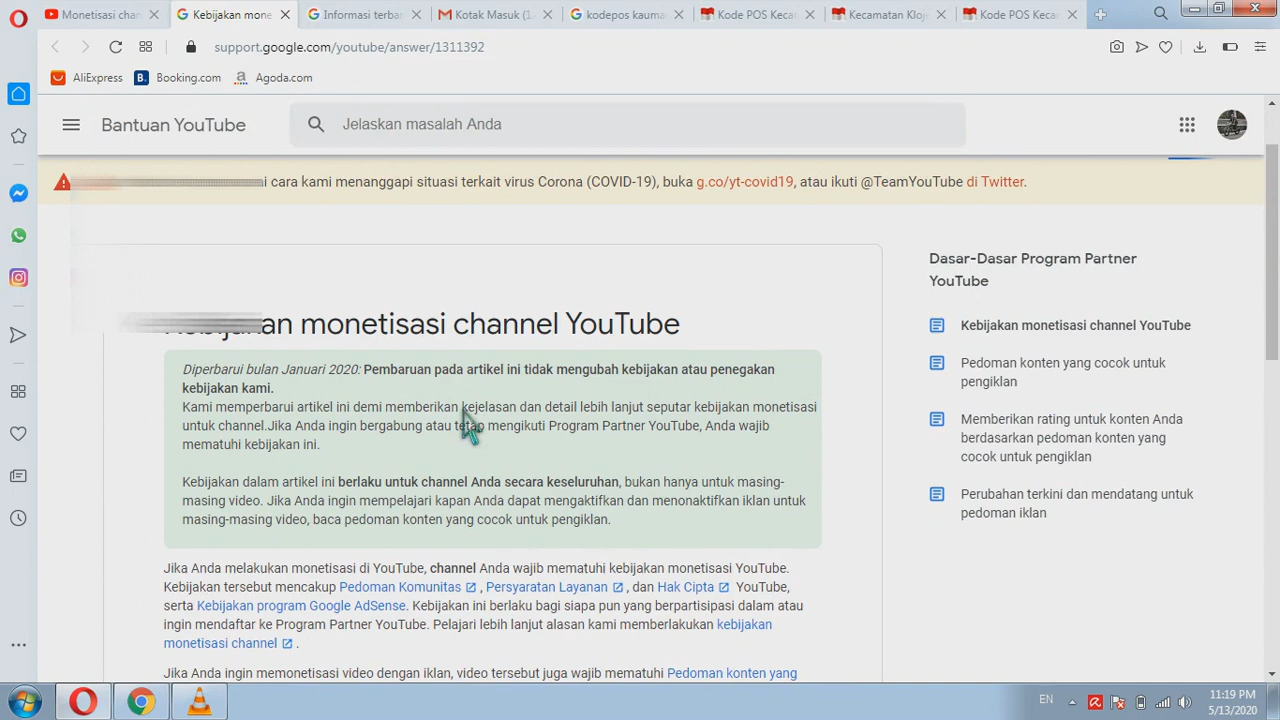 Monetisasi chan
Kebijakan mone
Informasi terba
Kotak Masuk (1.
kodepos kauma
Kode POS Kecar
Kecamatan Kloje
Kode POS Kecar
support.google.com/youtube/answer/1311392
AliExpress
B.
Booking.com
a
Agoda.com
Bantuan YouTube
Jelaskan masalah Anda
i cara kami menanggapi situasi terkait virus Corona (COVID-19), buka g.co/yt-covid19, atau ikuti @TeamYouTube di Twitter.
Kebijakan monetisasi channel YouTube
Diperbarui bulan Januari 2020: Pembaruan pada artikel ini tidak mengubah kebijakan atau penegakan
kebijakan kami.
Kami memperbarui artikel ini demi memberikan kejelasan dan detail lebih lanjut seputar kebijakan monetisasi
untuk channel.Jika Anda ingin bergabung atau tetap mengikuti Program Partner YouTube, Anda wajib
mematuhi kebijakan ini.
Kebijakan dalam artikel ini berlaku untuk channel Anda secara keseluruhan, bukan hanya untuk masing-
masing video. Jika Anda ingin mempelajari kapan Anda dapat mengaktifkan dan menonaktifkan iklan untuk
masing-masing video, baca pedoman konten yang cocok untuk pengiklan.
Jika Anda melakukan monetisasi di YouTube, channel Anda wajib mematuhi kebijakan monetisasi YouTube.
Kebijakan tersebut mencakup Pedoman Komunitas , Persyaratan Layanan , dan Hak Cipta YouTube,
serta Kebijakan program Google AdSense. Kebijakan ini berlaku bagi siapa pun yang berpartisipasi dalam atau
ingin mendaftar ke Program Partner YouTube. Pelajari lebih lanjut alasan kami memberlakukan kebijakan
monetisasi channel .
Jika Anda ingin memonetisasi video dengan iklan, video tersebut juga wajib mematuhi Pedoman konten yang
Dasar-Dasar Program Partner
YouTube
Kebijakan monetisasi channel YouTube
Pedoman konten yang cocok untuk
pengiklan
Memberikan rating untuk konten Anda
berdasarkan pedoman konten yang
cocok untuk pengiklan
Perubahan terkini dan mendatang untuk
pedoman iklan
EN
11:19 PM
5/13/2020